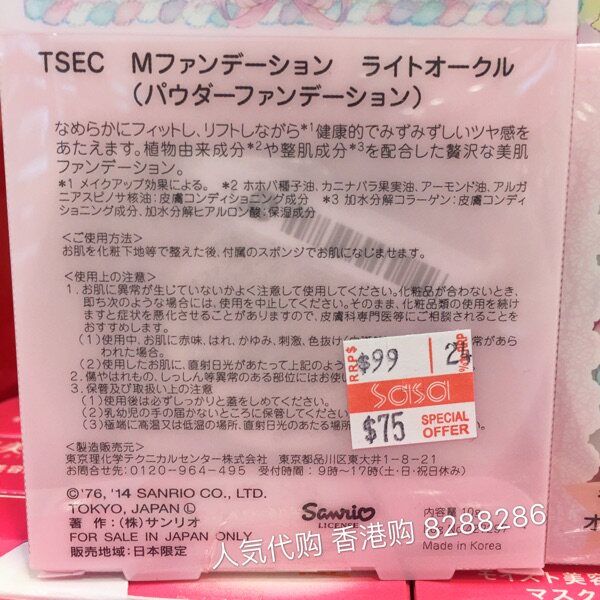 TSEC Mファンデーション ライトオークル
(パウダーファンデーション)
なめらかにフィットし、リフトしながら*1健康的でみずみずしいツヤ感を
あたえます。植物由来成分*2や整肌成分*3を配合した贅沢な美肌
ファンデーション。
*1 メイクアップ効果による。 *2 ホホバ種子油、カニナバラ果実油、アーモンド油、アルガ
ニアスピノサ核油:皮膚コンディショニング成分 *3 加水分解コラーゲン:皮膚コンディ
ショニング成分、加水分解ヒアルロン酸:保湿成分
<ご使用方法>
お肌を化粧下地等で整えた後、付属のスポンジでお肌になじませます。
<使用上の注意>
1. お肌に異常が生じていないかよく注意して使用してください。化粧品が合わないとき、
即ち次のような場合には、使用を中止してください。そのまま、化粧品類の使用を続け
ますと症状を悪化させることがありますので、皮膚科専門医等にご相談されることを
おすすめします。
(1)使用中、お肌に赤味、はれ、かゆみ、刺激、色抜け
常があら
われた場合。
(2)使用したお肌に、直射日光があたって上記のよう
2. 傷やはれもの、しっしん等異常のある部位にはお使い
3. 保管及び取扱い上の注意
(1)使用後は必ずしっかりと蓋をしめてください。
(2)乳幼児の手の届かないところに保管してください。
(3)極端に高温又は低温の場所、直射日光のあたる場所
RRP$ $99 24 %OFF
sasa
$75 SPECIAL OFFER
<製造販売元>
東京理化学テクニカルセンター株式会社 東京都品川区東大井1-8-21
お問合せ先:0120-964-495 受付時間:9時〜17時(土・日・祝日休み)
©'76, '14 SANRIO CO., LTD.
TOKYO, JAPAN Ⓛ
著作:(株)サンリオ
FOR SALE IN JAPAN ONLY
販売地域:日本限定
Sanrio
LICENSE
内容量 10g
Made in Korea
人気代购 香港购 8288286
モイスト美容
マスク